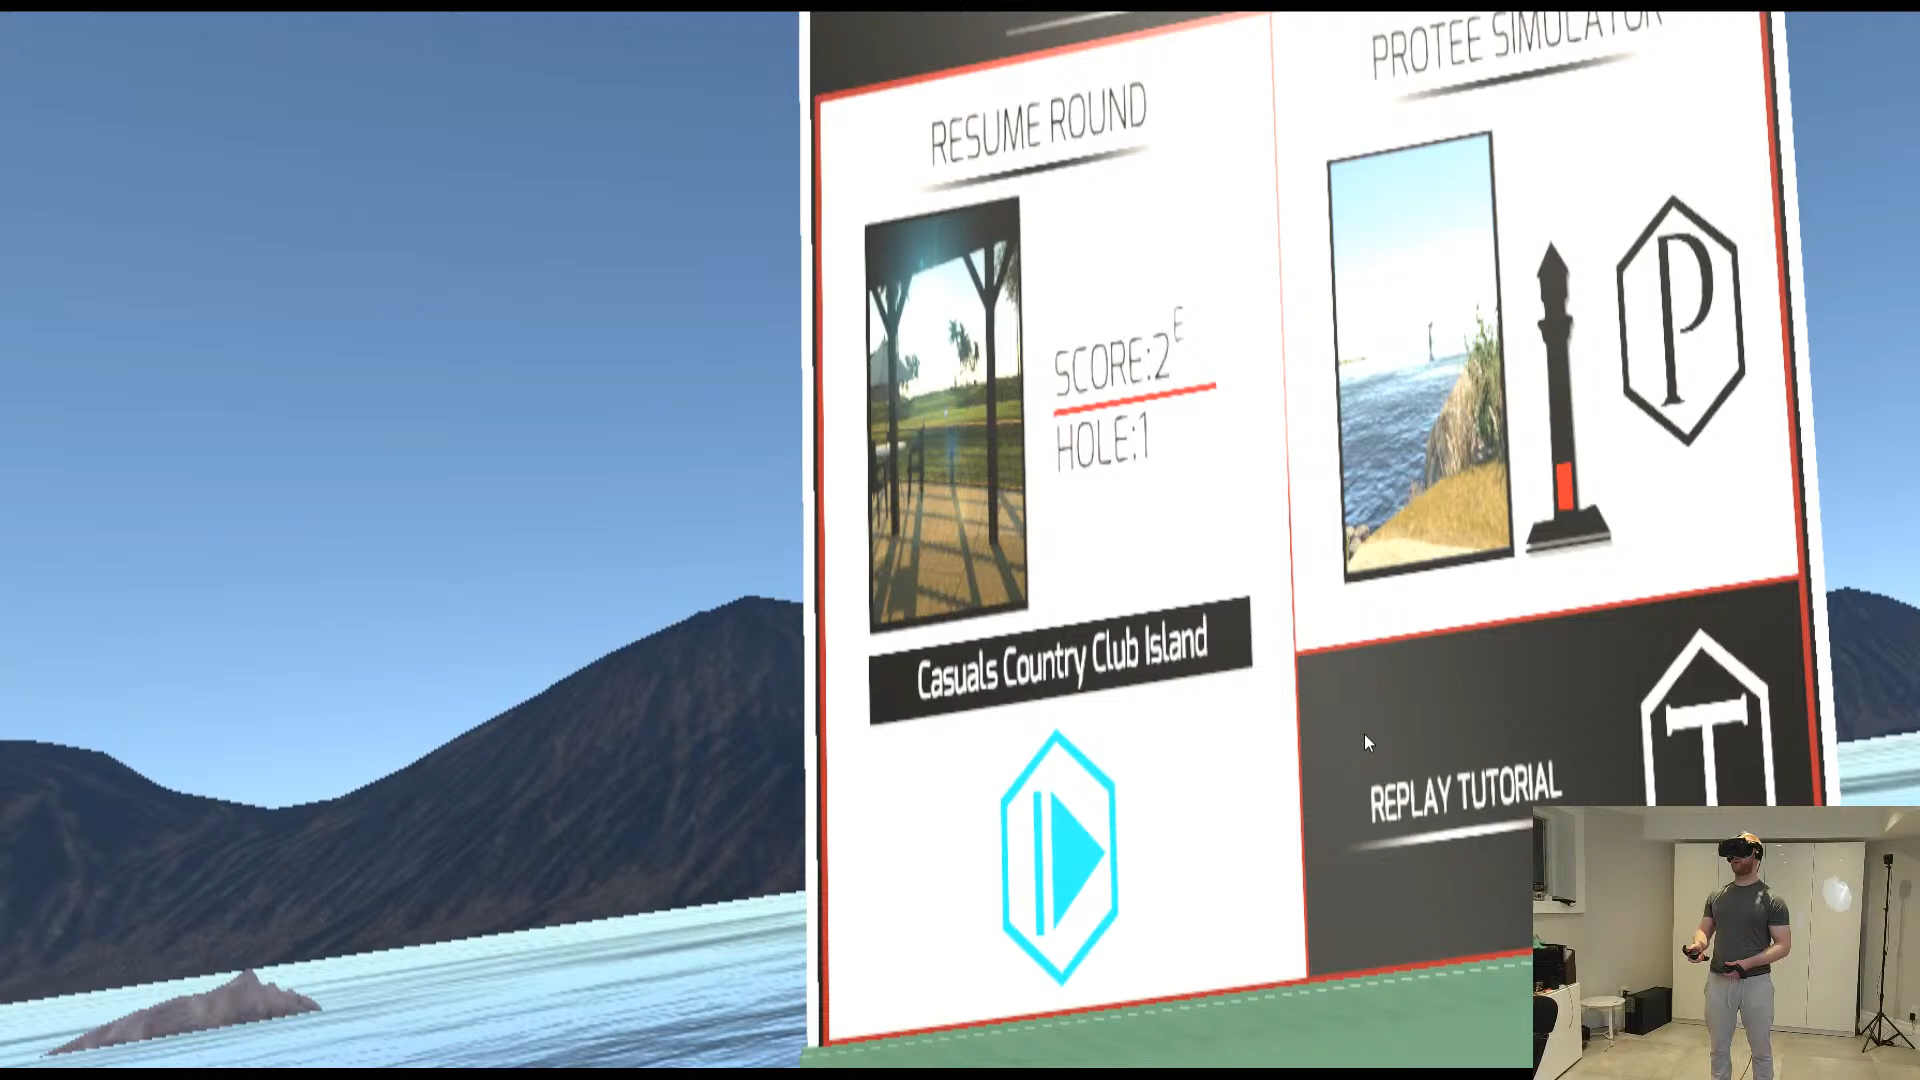 RESUME ROUND
SCORE:2 E
HOLE:1
Casuals Country Club Island
PROTEE SIMULATOR
P
REPLAY TUTORIAL
T